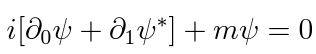 i[∂₀ψ + ∂₁ψ*] + mψ = 0